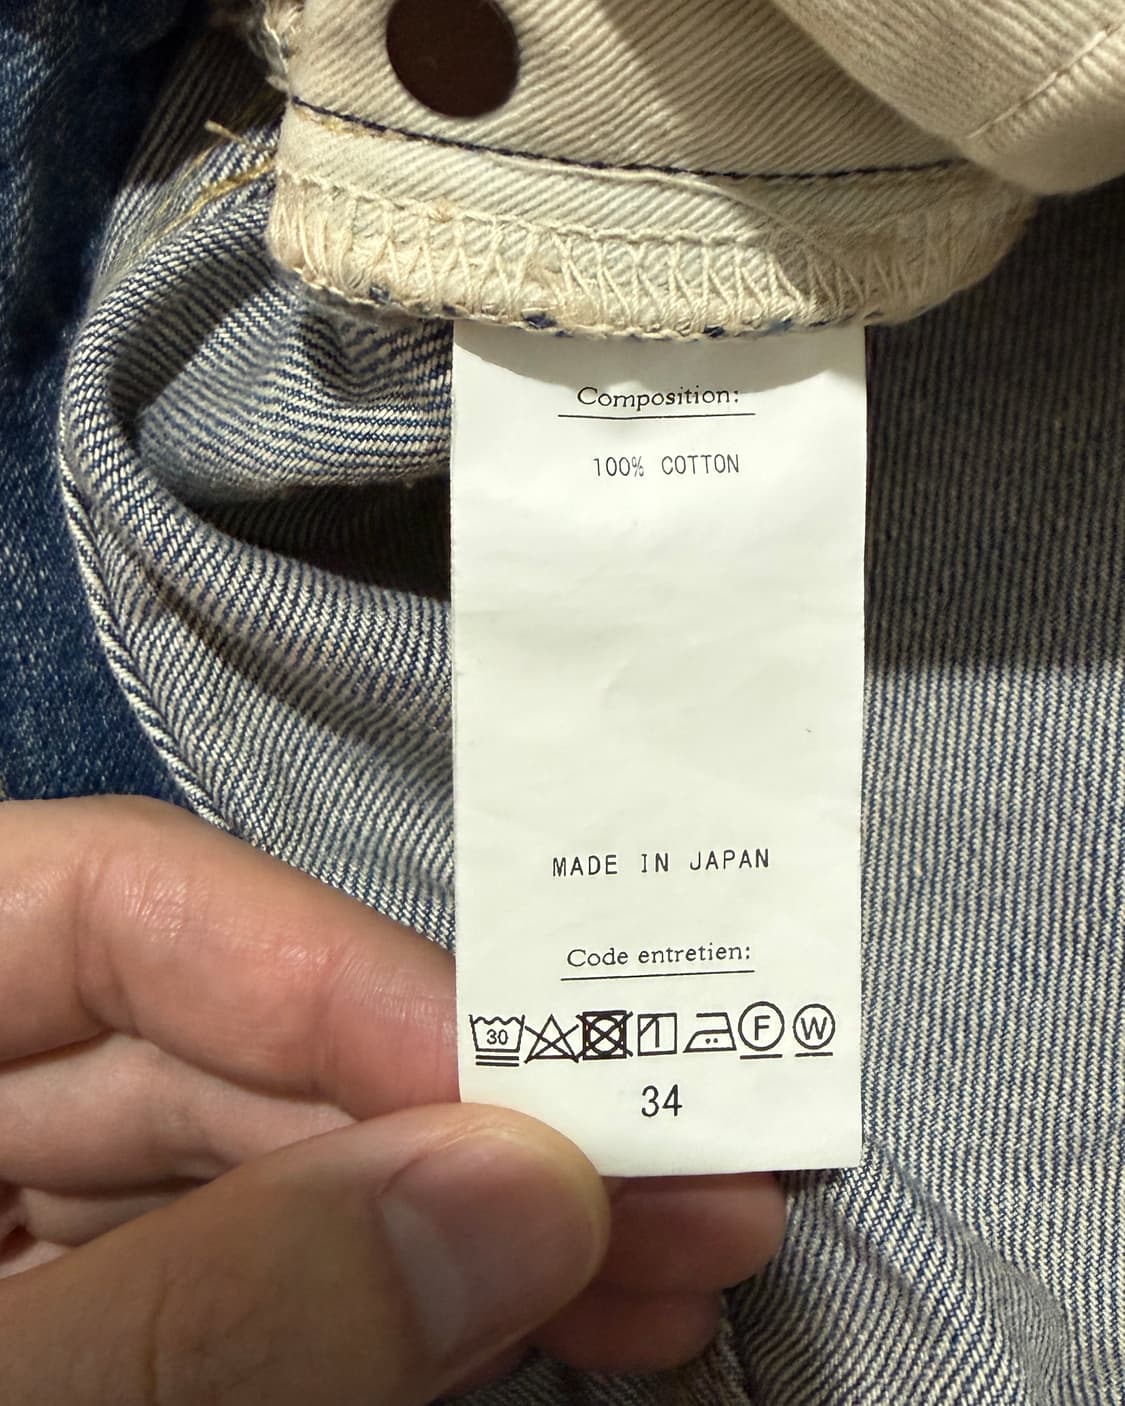 Composition:
100% COTTON
MADE IN JAPAN
Code entretien:
30 F W
34